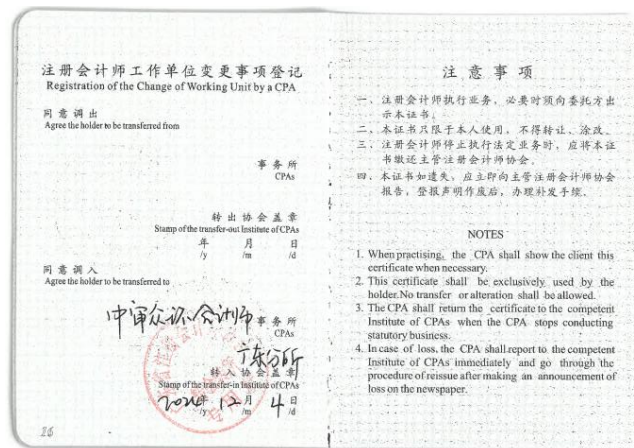 注册会计师工作单位变更事项登记
Registration of the Change of Working Unit by a CPA
同意调出
Agree the holder to be transferred from
事务所
CPAs
转出协会盖章
Stamp of the transfer-out Institute of CPAs
年 月 日
/y /m /d
同意调入
Agree the holder to be transferred to
中审众环会计师事务所
CPAs
广东分所
转入协会盖章
Stamp of the transfer-in Institute of CPAs
2024年 12月 4日
/y /m /d
注意事项
一、注册会计师执行业务，必要时须向委托方出
示本证书。
二、本证书只限于本人使用，不得转让、涂改。
三、注册会计师停止执行法定业务时，应将本证
书缴还主管注册会计师协会。
四、本证书如遗失，应立即向主管注册会计师协会
报告，登报声明作废后，办理补发手续。
NOTES
1. When practising, the CPA shall show the client this
certificate when necessary.
2. This certificate shall be exclusively used by the
holder. No transfer or alteration shall be allowed.
3. The CPA shall return the certificate to the competent
Institute of CPAs when the CPA stops conducting
statutory business.
4. In case of loss, the CPA shall report to the competent
Institute of CPAs immediately and go through the
procedure of reissue after making an announcement of
loss on the newspaper.